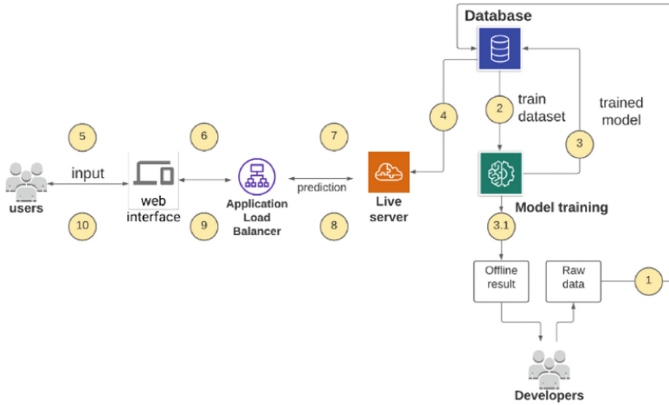 Database
4
2
train
dataset
3
trained
model
5
6
7
input
prediction
users
web
interface
Application
Load
Balancer
Live
server
Model training
10
9
8
3.1
Offline
result
Raw
data
1
Developers